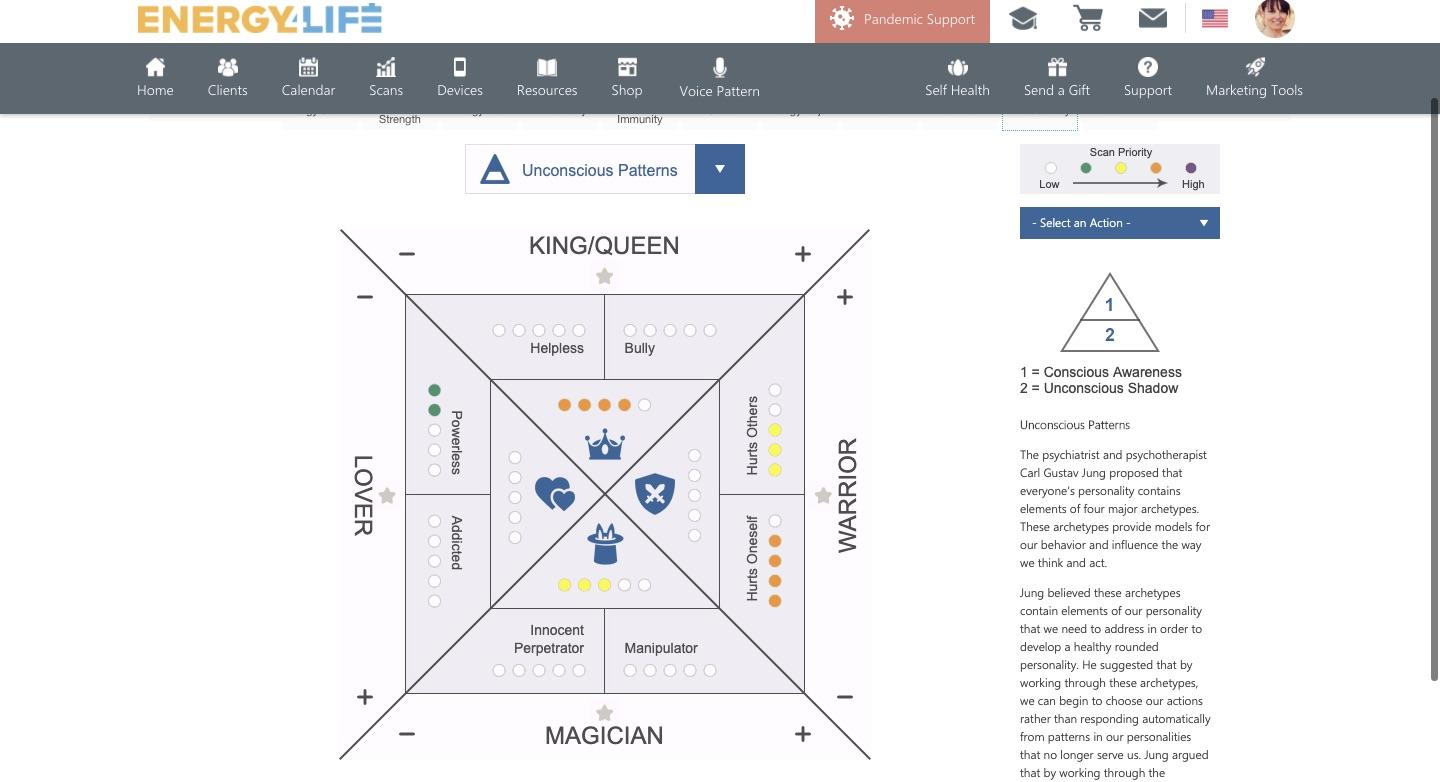 ENERGY4LIFE
Pandemic Support
Home
Clients
Calendar
Scans
Devices
Resources
Shop
Voice Pattern
Self Health
Send a Gift
Support
Marketing Tools
Strength
Immunity
Unconscious Patterns
Scan Priority
Low
High
- Select an Action -
− KING/QUEEN +
− +
Helpless
Bully
Powerless
Hurts Others
LOVER
WARRIOR
Addicted
Hurts Oneself
Innocent
Perpetrator
Manipulator
+ −
− MAGICIAN +
1
2
1 = Conscious Awareness
2 = Unconscious Shadow
Unconscious Patterns
The psychiatrist and psychotherapist
Carl Gustav Jung proposed that
everyone's personality contains
elements of four major archetypes.
These archetypes provide models for
our behavior and influence the way
we think and act.
Jung believed these archetypes
contain elements of our personality
that we need to address in order to
develop a healthy rounded
personality. He suggested that by
working through these archetypes,
we can begin to choose our actions
rather than responding automatically
from patterns in our personalities
that no longer serve us. Jung argued
that by working through the